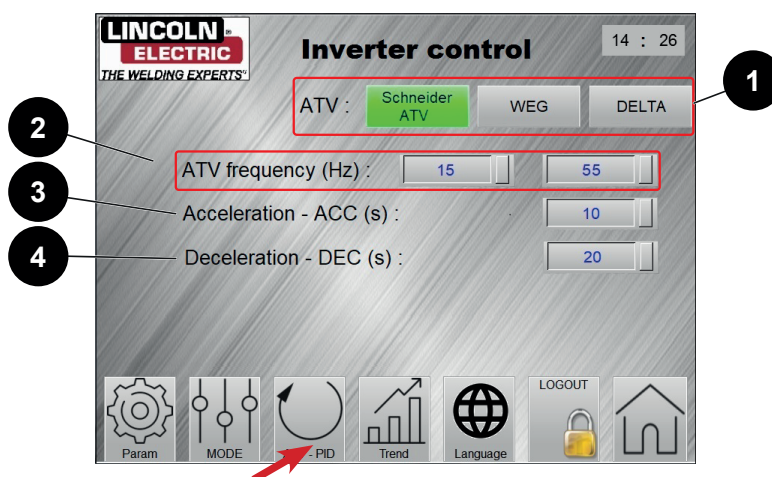 LINCOLN
ELECTRIC
THE WELDING EXPERTS®
Inverter control
14 : 26
1
ATV : Schneider ATV WEG DELTA
2
ATV frequency (Hz) : 15 55
3
Acceleration - ACC (s) : 10
4
Deceleration - DEC (s) : 20
LOGOUT
Param MODE - PID Trend Language